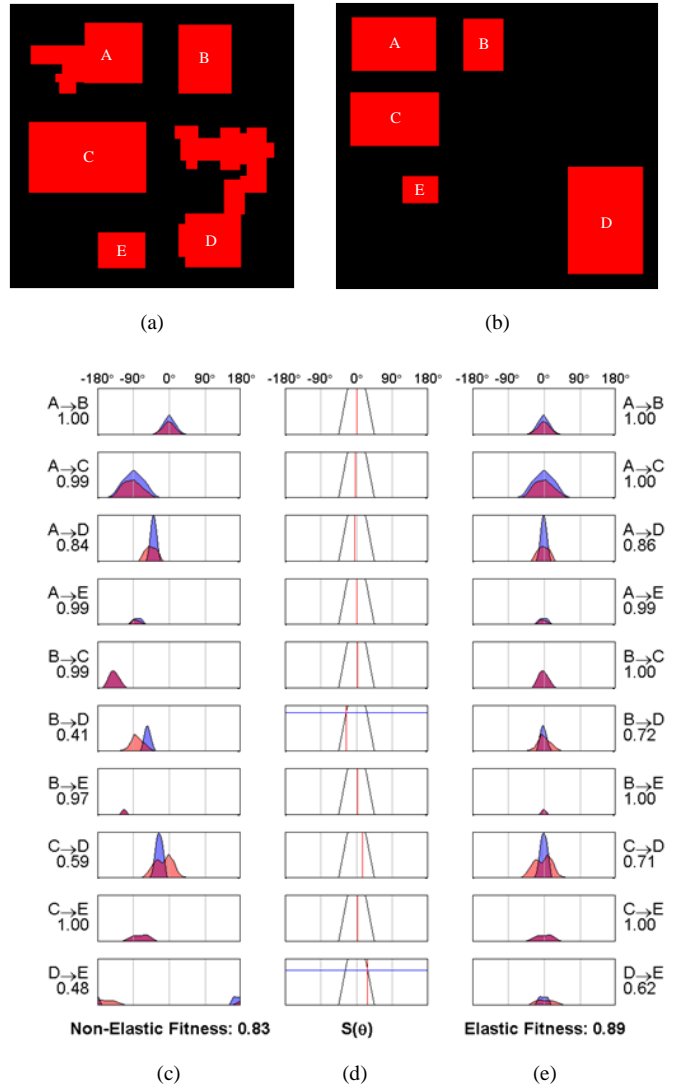 A
B
C
D
E
A
B
C
D
E
(a)
(b)
-180° -90° 0° 90° 180° -180° -90° 0° 90° 180° -180° -90° 0° 90° 180°
A→B A→B
1.00 1.00
A→C A→C
0.99 1.00
A→D A→D
0.84 0.86
A→E A→E
0.99 0.99
B→C B→C
0.99 1.00
B→D B→D
0.41 0.72
B→E B→E
0.97 1.00
C→D C→D
0.59 0.71
C→E C→E
1.00 1.00
D→E D→E
0.48 0.62
Non-Elastic Fitness: 0.83 S(θ) Elastic Fitness: 0.89
(c) (d) (e)